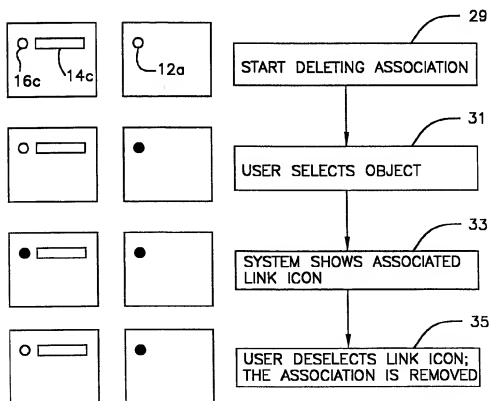 29
START DELETING ASSOCIATION
16c
14c
12a
31
USER SELECTS OBJECT
33
SYSTEM SHOWS ASSOCIATED
LINK ICON
35
USER DESELECTS LINK ICON;
THE ASSOCIATION IS REMOVED